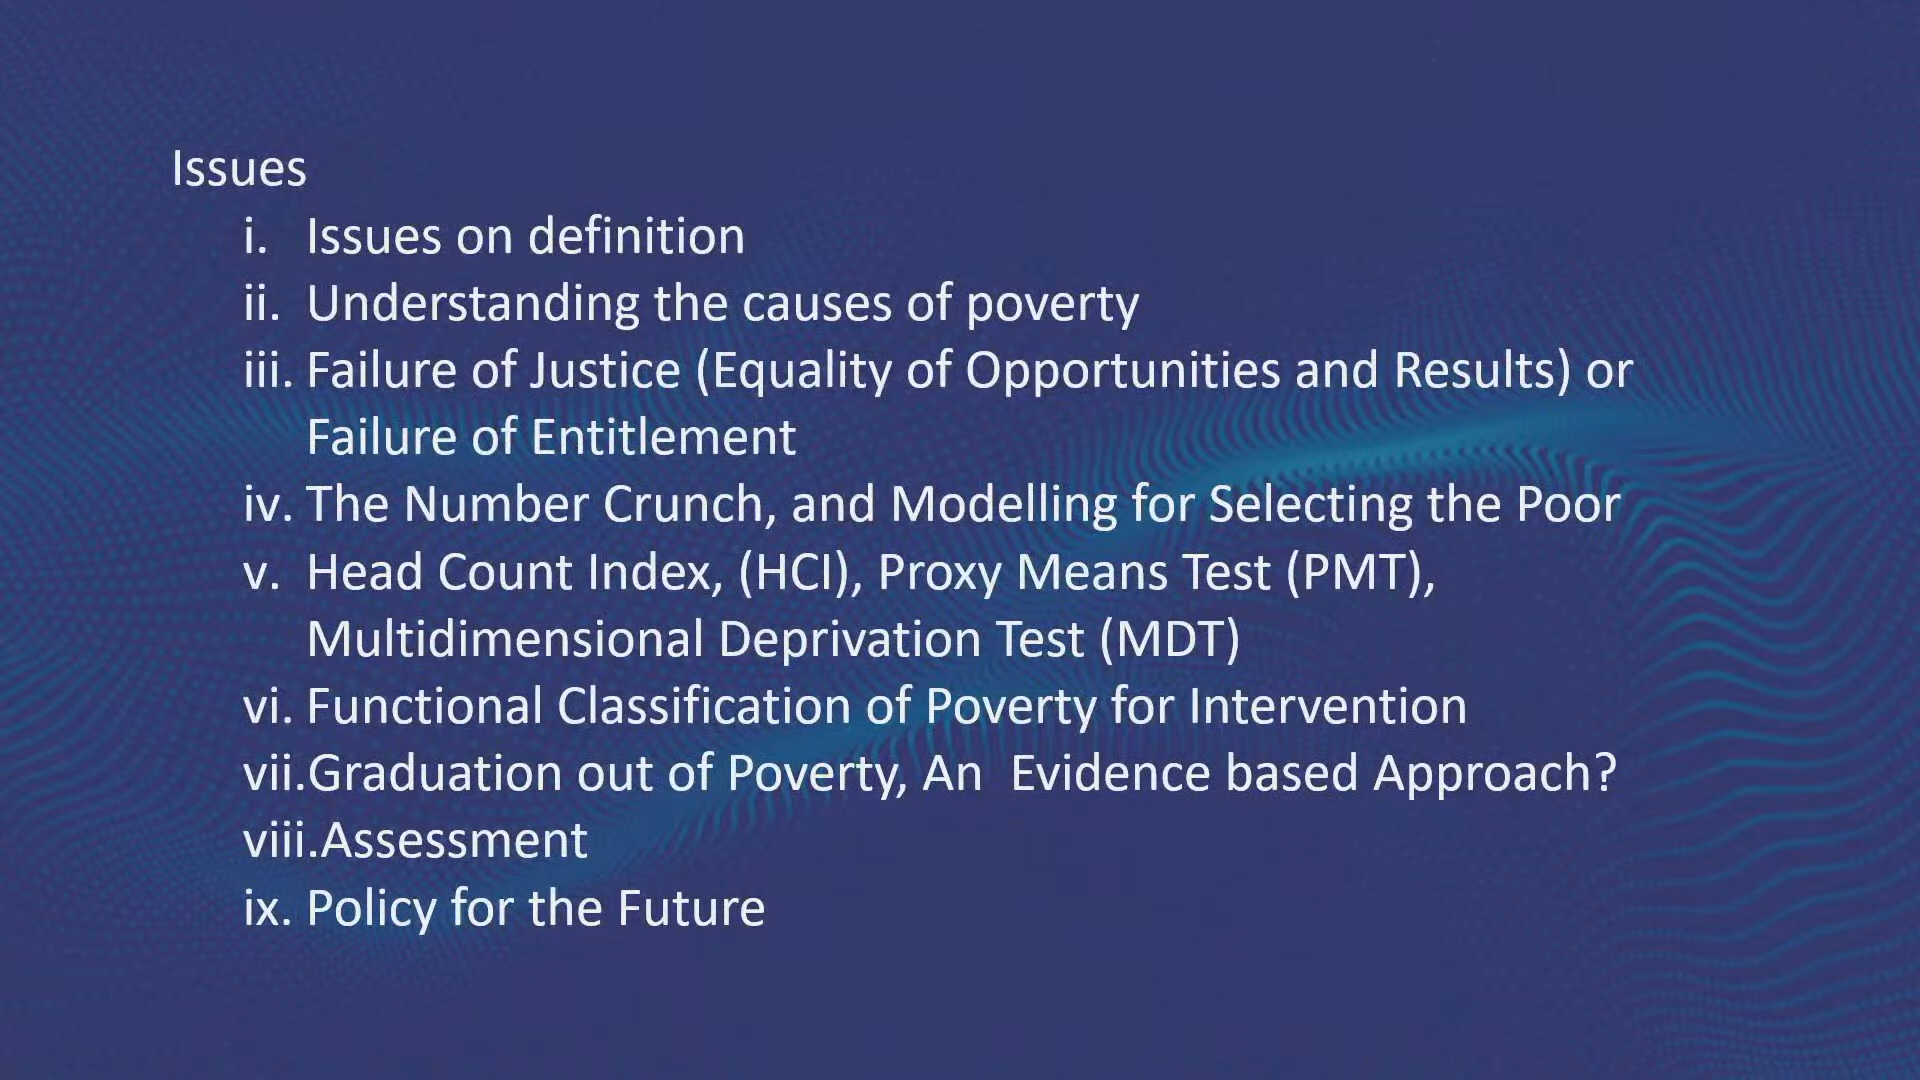 Issues
i. Issues on definition
ii. Understanding the causes of poverty
iii. Failure of Justice (Equality of Opportunities and Results) or
Failure of Entitlement
iv. The Number Crunch, and Modelling for Selecting the Poor
v. Head Count Index, (HCI), Proxy Means Test (PMT),
Multidimensional Deprivation Test (MDT)
vi. Functional Classification of Poverty for Intervention
vii.Graduation out of Poverty, An  Evidence based Approach?
viii.Assessment
ix. Policy for the Future